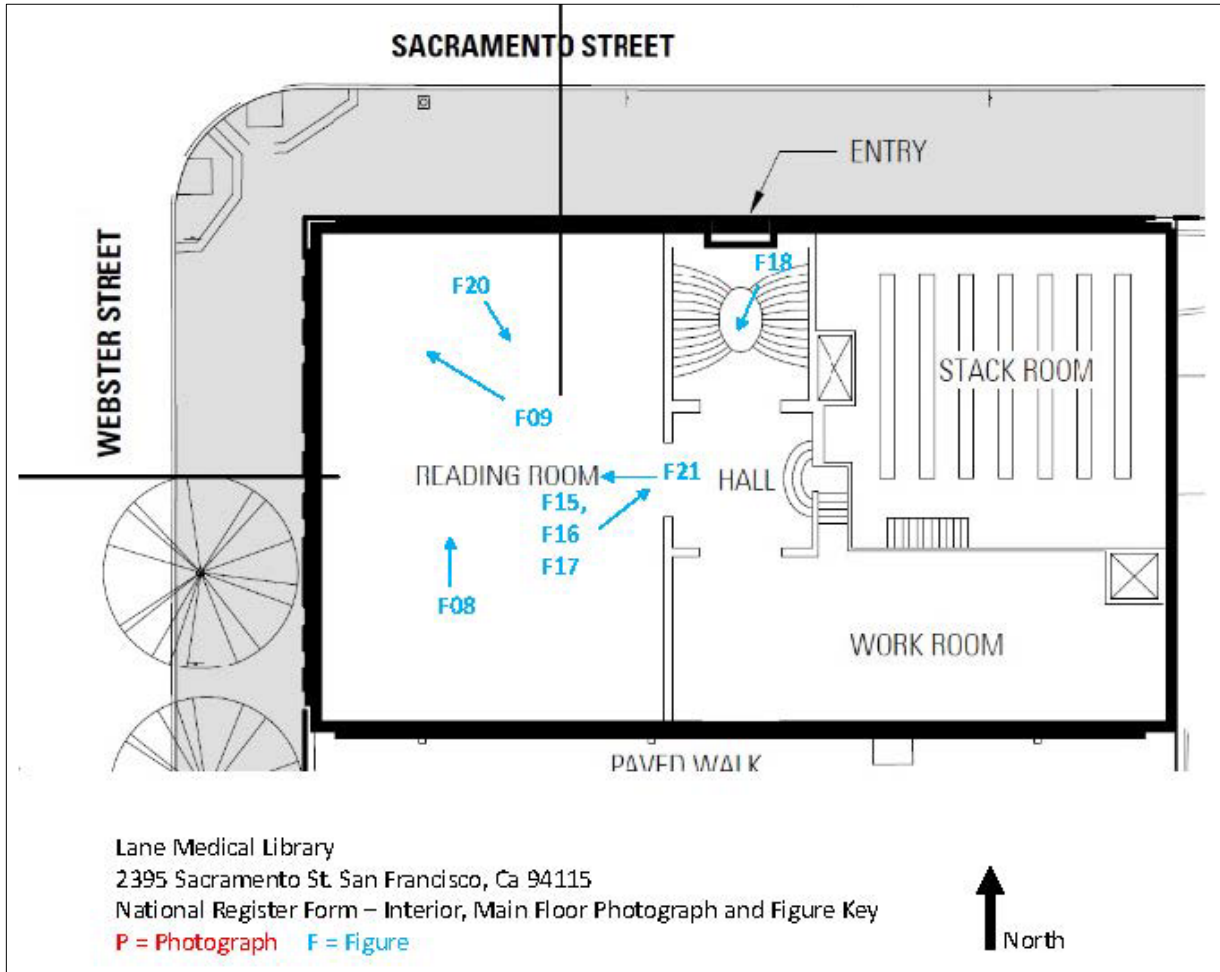 SACRAMENTO STREET
ENTRY
WEBSTER STREET
F18
F20
STACK ROOM
F09
READING ROOM
F21
HALL
F15,
F16
F17
F08
WORK ROOM
PAVED WALK
Lane Medical Library
2395 Sacramento St. San Francisco, Ca 94115
National Register Form – Interior, Main Floor Photograph and Figure Key
P = Photograph F = Figure
North